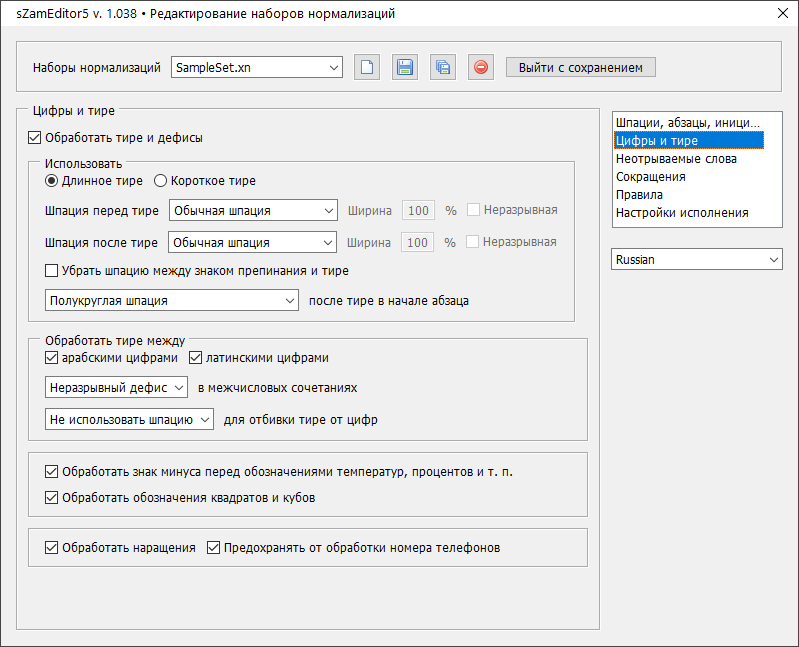 sZamEditor5 v. 1.038 • Редактирование наборов нормализаций
Наборы нормализаций SampleSet.xn Выйти с сохранением
Цифры и тире
Обработать тире и дефисы
Использовать
Длинное тире Короткое тире
Шпация перед тире Обычная шпация Ширина 100 % Неразрывная
Шпация после тире Обычная шпация Ширина 100 % Неразрывная
Убрать шпацию между знаком препинания и тире
Полукруглая шпация после тире в начале абзаца
Обработать тире между
арабскими цифрами латинскими цифрами
Неразрывный дефис в межчисловых сочетаниях
Не использовать шпацию для отбивки тире от цифр
Обработать знак минуса перед обозначениями температур, процентов и т. п.
Обработать обозначения квадратов и кубов
Обработать наращения Предохранять от обработки номера телефонов
Шпации, абзацы, иници...
Цифры и тире
Неотрываемые слова
Сокращения
Правила
Настройки исполнения
Russian